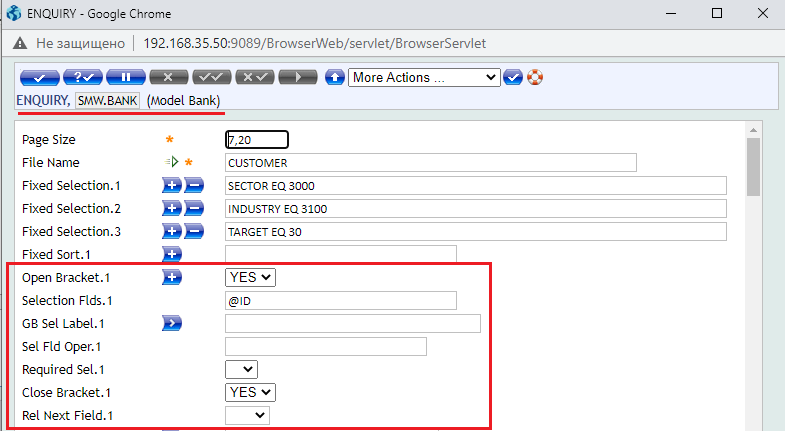 ENQUIRY - Google Chrome
Не защищено 192.168.35.50:9089/BrowserWeb/servlet/BrowserServlet
More Actions ...
ENQUIRY, SMW.BANK (Model Bank)
Page Size * 7,20
File Name * CUSTOMER
Fixed Selection.1 SECTOR EQ 3000
Fixed Selection.2 INDUSTRY EQ 3100
Fixed Selection.3 TARGET EQ 30
Fixed Sort.1
Open Bracket.1 YES
Selection Flds.1 @ID
GB Sel Label.1
Sel Fld Oper.1
Required Sel.1
Close Bracket.1 YES
Rel Next Field.1